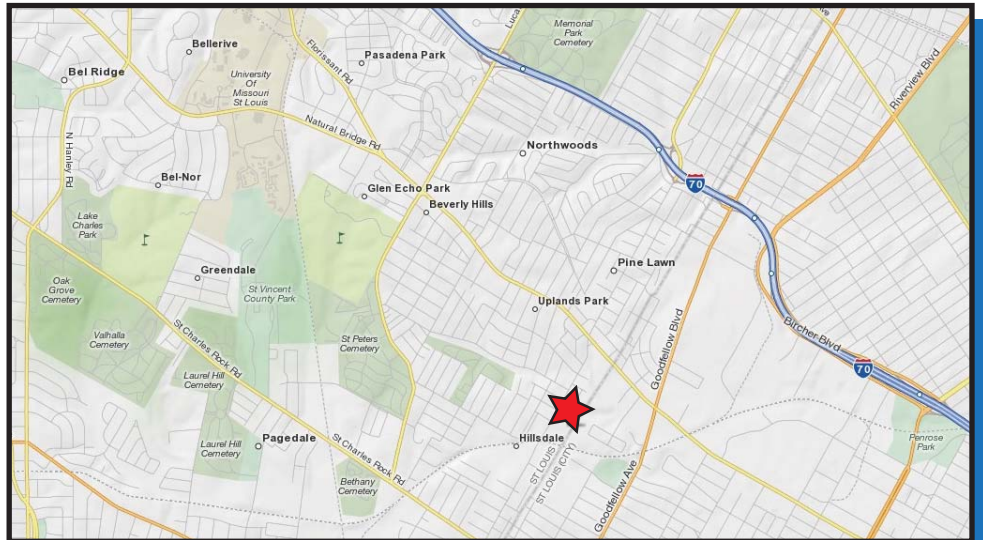 Memorial
Park
Cemetery
Bellerive
Pasadena Park
Bel Ridge
University
Of
Missouri
St Louis
Florissant Rd
Riverview Blvd
Natural Bridge Rd
N Hanley Rd
Northwoods
70
Bel-Nor
Glen Echo Park
Beverly Hills
Lake
Charles
Park
Greendale
Pine Lawn
Oak
Grove
Cemetery
St Vincent
County Park
Uplands Park
Valhalla
Cemetery
St Charles Rock Rd
St Peters
Cemetery
Goodfellow Blvd
Bircher Blvd
70
Laurel Hill
Cemetery
Laurel Hill
Cemetery
Pagedale
St Charles Rock Rd
Hillsdale
ST LOUIS
ST LOUIS (CITY)
Penrose
Park
Bethany
Cemetery
Goodfellow Ave